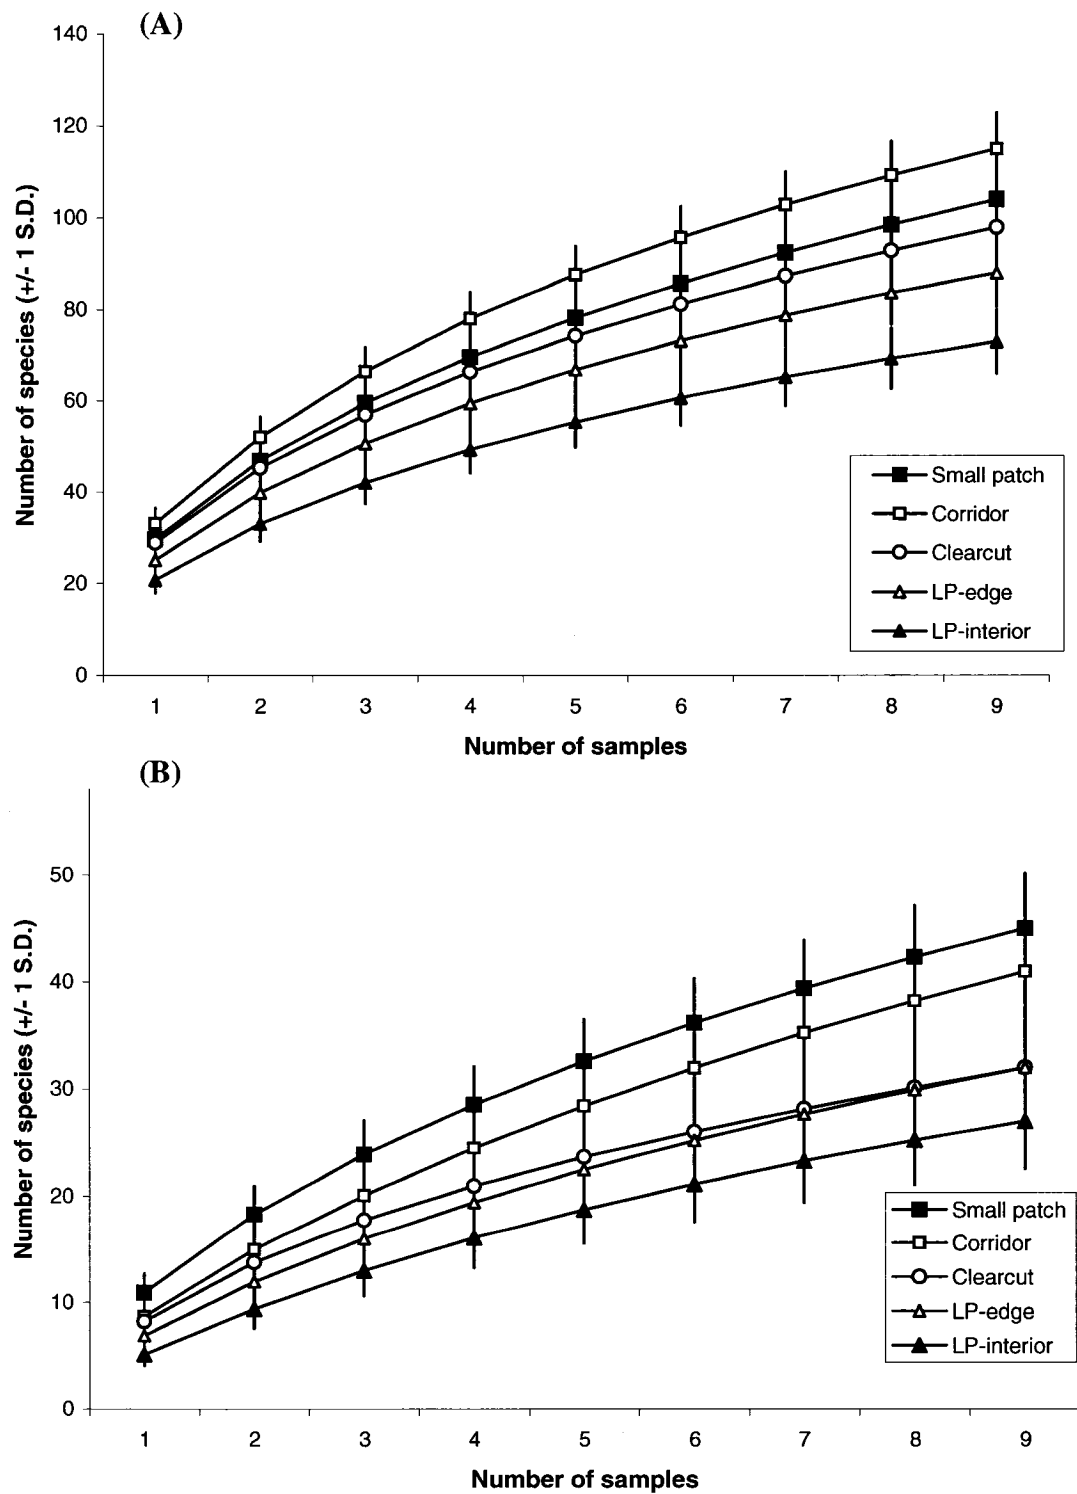 (A)
140
120
100
80
60
40
20
0
Number of species (+/- 1 S.D.)
Small patch
Corridor
Clearcut
LP-edge
LP-interior
1 2 3 4 5 6 7 8 9
Number of samples
(B)
50
40
30
20
10
0
Number of species (+/- 1 S.D.)
Small patch
Corridor
Clearcut
LP-edge
LP-interior
1 2 3 4 5 6 7 8 9
Number of samples